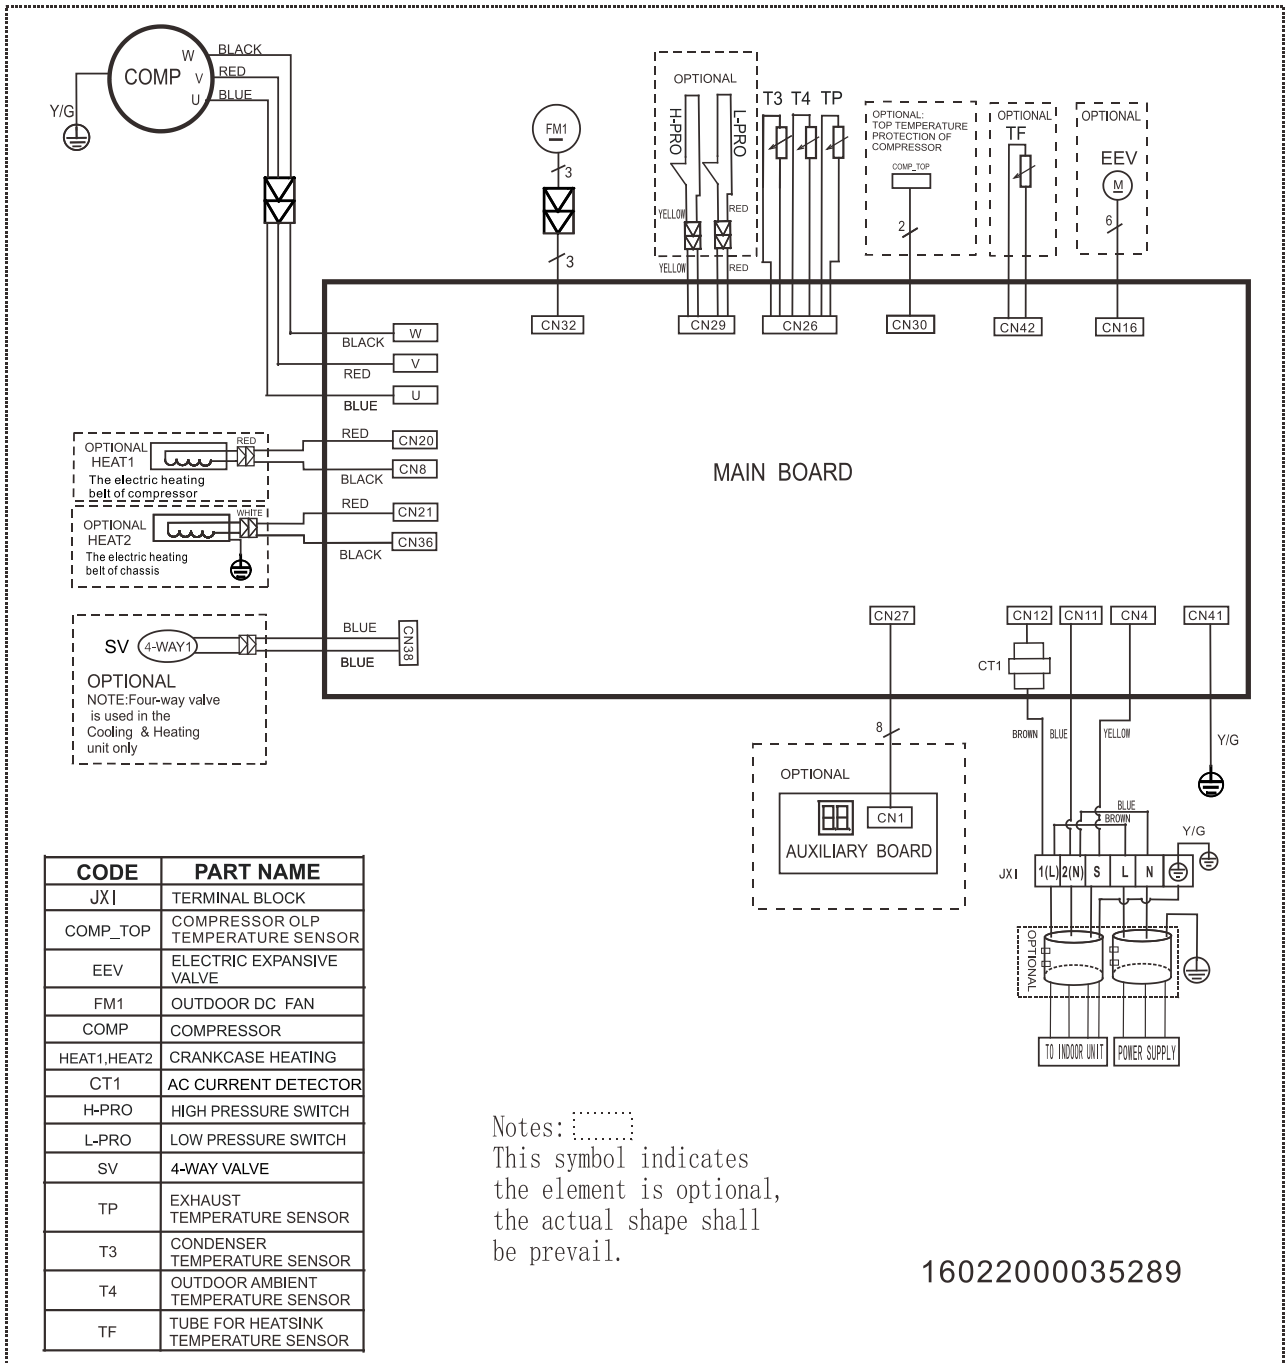 W
BLACK
COMP
V
RED
U
BLUE
Y/G
FM1
3
3
OPTIONAL
H-PRO
L-PRO
YELLOW
RED
YELLOW
RED
T3 T4 TP
OPTIONAL:
TOP TEMPERATURE
PROTECTION OF
COMPRESSOR
COMP_TOP
2
OPTIONAL
TF
OPTIONAL
EEV
M
6
CN32
CN29
CN26
CN30
CN42
CN16
W
BLACK
V
RED
U
BLUE
OPTIONAL
HEAT1
RED
The electric heating
belt of compressor
RED
CN20
CN8
BLACK
OPTIONAL
HEAT2
WHITE
The electric heating
belt of chassis
RED
CN21
CN36
BLACK
MAIN BOARD
SV
4-WAY1
BLUE
BLUE
CN38
OPTIONAL
NOTE:Four-way valve
is used in the
Cooling & Heating
unit only
CN27
CN12
CN11
CN4
CN41
CT1
8
BROWN
BLUE
YELLOW
Y/G
OPTIONAL
CN1
AUXILIARY BOARD
BLUE
BROWN
Y/G
JX1
1(L)
2(N)
S
L
N
OPTIONAL
TO INDOOR UNIT
POWER SUPPLY
CODE PART NAME
JX1 TERMINAL BLOCK
COMP_TOP COMPRESSOR OLP
TEMPERATURE SENSOR
EEV ELECTRIC EXPANSIVE
VALVE
FM1 OUTDOOR DC FAN
COMP COMPRESSOR
HEAT1,HEAT2 CRANKCASE HEATING
CT1 AC CURRENT DETECTOR
H-PRO HIGH PRESSURE SWITCH
L-PRO LOW PRESSURE SWITCH
SV 4-WAY VALVE
TP EXHAUST
TEMPERATURE SENSOR
T3 CONDENSER
TEMPERATURE SENSOR
T4 OUTDOOR AMBIENT
TEMPERATURE SENSOR
TF TUBE FOR HEATSINK
TEMPERATURE SENSOR
Notes:
This symbol indicates
the element is optional,
the actual shape shall
be prevail.
16022000035289